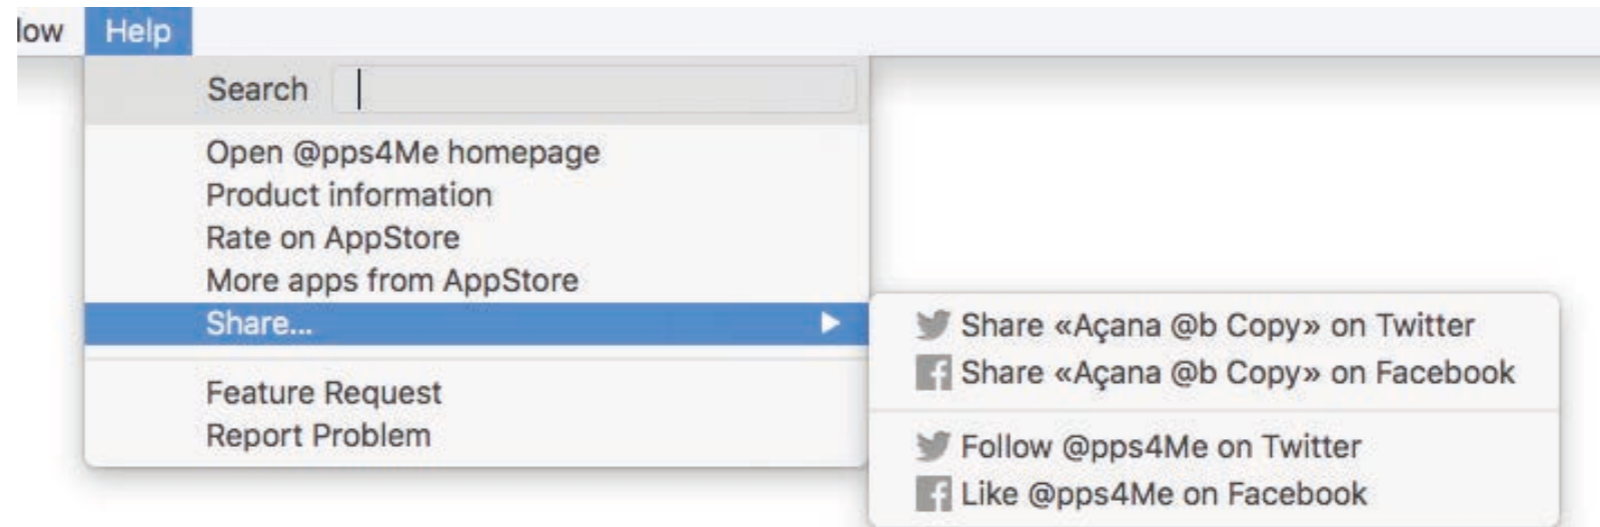 low Help
Search
Open @pps4Me homepage
Product information
Rate on AppStore
More apps from AppStore
Share...
Share «Açana @b Copy» on Twitter
Share «Açana @b Copy» on Facebook
Feature Request
Report Problem
Follow @pps4Me on Twitter
Like @pps4Me on Facebook